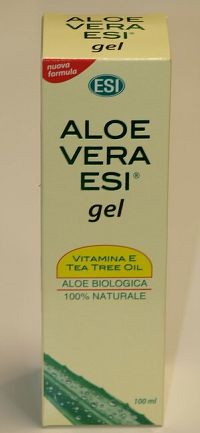 ALOE
VERA
ESI
gel
nuova
formula
ESI
ALOE
VERA
ESI®
gel
VITAMINA E
TEA TREE OIL
ALOE BIOLOGICA
100% NATURALE
100 ml